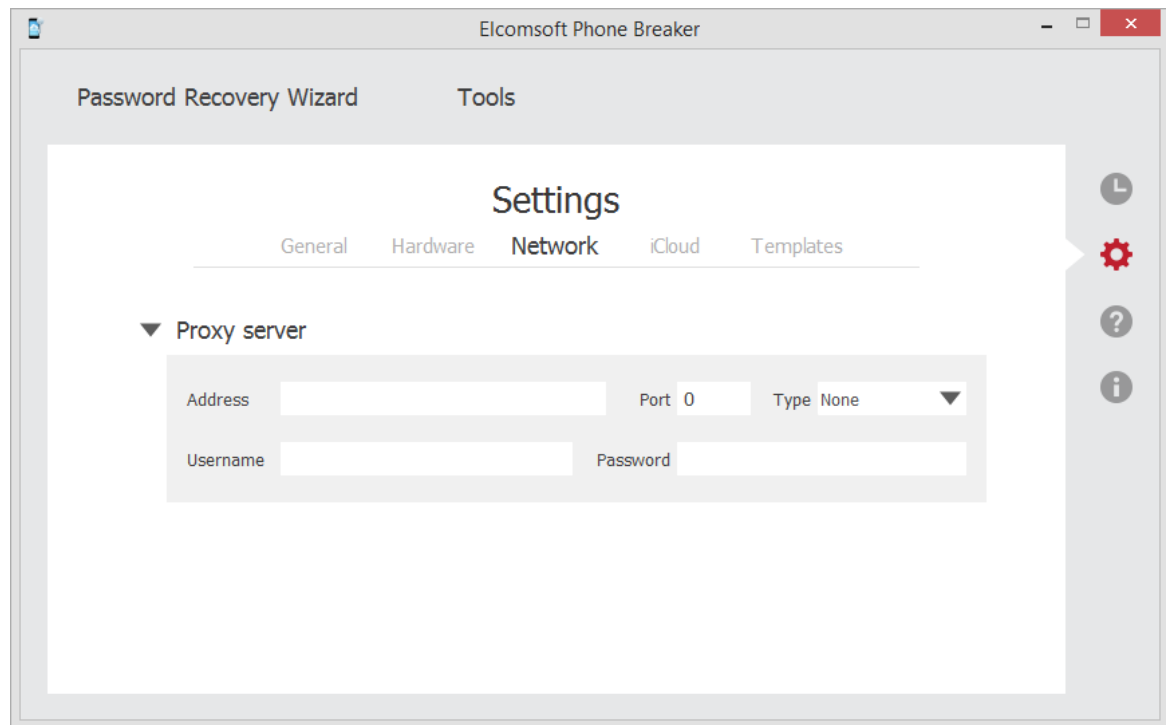 Elcomsoft Phone Breaker
Password Recovery Wizard Tools
Settings
General Hardware Network iCloud Templates
Proxy server
Address Port 0 Type None
Username Password